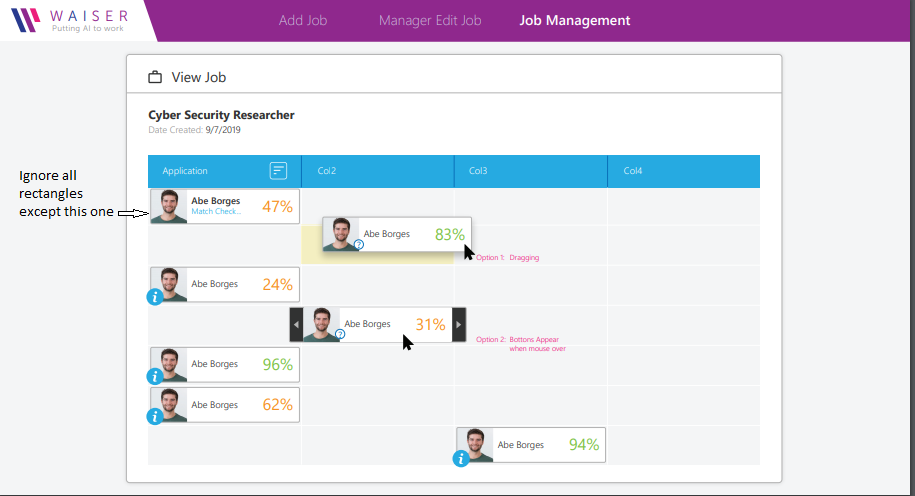 WAISER
Putting AI to work
Add Job
Manager Edit Job
Job Management
View Job
Cyber Security Researcher
Date Created: 9/7/2019
Ignore all
rectangles
except this one
Application
Col2
Col3
Col4
Abe Borges
Match Check...
47%
Abe Borges
?
83%
Option 1: Dragging
i
Abe Borges
24%
Abe Borges
?
31%
Option 2: Bottons Appear
when mouse over
i
Abe Borges
96%
i
Abe Borges
62%
i
Abe Borges
94%